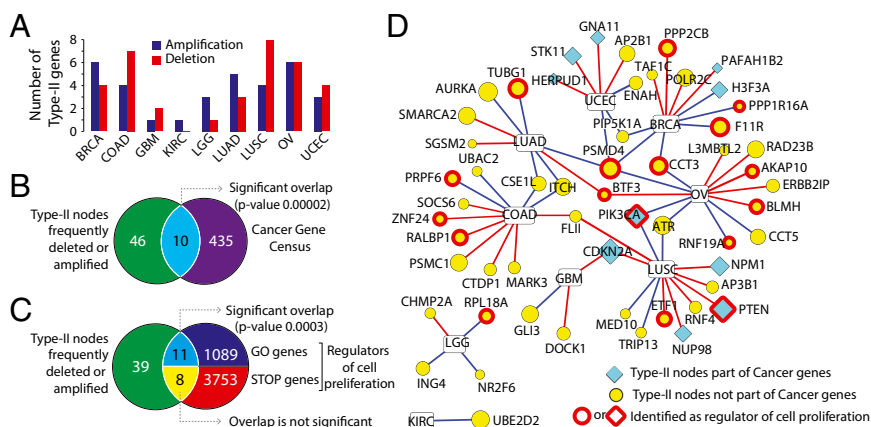 A
Number of
Type-II genes
8
6
4
2
0
Amplification
Deletion
BRCA
COAD
GBM
KIRC
LGG
LUAD
LUSC
OV
UCEC
B
Significant overlap
(p-value 0.00002)
Type-II nodes
frequently
deleted or
amplified
46
10
435
Cancer Gene
Census
C
Significant overlap
(p-value 0.0003)
Type-II nodes
frequently
deleted or
amplified
39
11
1089
8
3753
GO genes
STOP genes
Regulators
of cell
preliferation
Overlap is not significant
D
GNA11
STK11
AP2B1
PPP2CB
HERPUD1
TAF1C
PAFAH1B2
POLR2C
TUBG1
AURKA
UCEC
ENAH
H3F3A
PPP1R16A
SMARCA2
PIP5K1A
BRCA
F11R
SGSM2
LUAD
PSMD4
L3MBTL2
RAD23B
UBAC2
CCT3
AKAP10
PRPF6
CSE1L
ITCH
BTF3
ERBB2IP
OV
SOCS6
PIK3CA
BLMH
ZNF24
COAD
FLII
ATR
RALBP1
RNF19A
CCT5
CDKN2A
PSMC1
LUSC
NPM1
CTDP1
MARK3
GBM
AP3B1
CHMP2A
RPL18A
ETF1
PTEN
GLI3
MED10
RNF4
LGG
DOCK1
TRIP13
NUP98
ING4
NR2F6
KIRC
UBE2D2
Type-II nodes part of Cancer genes
Type-II nodes not part of Cancer genes
or
Identified as regulator of cell proliferation